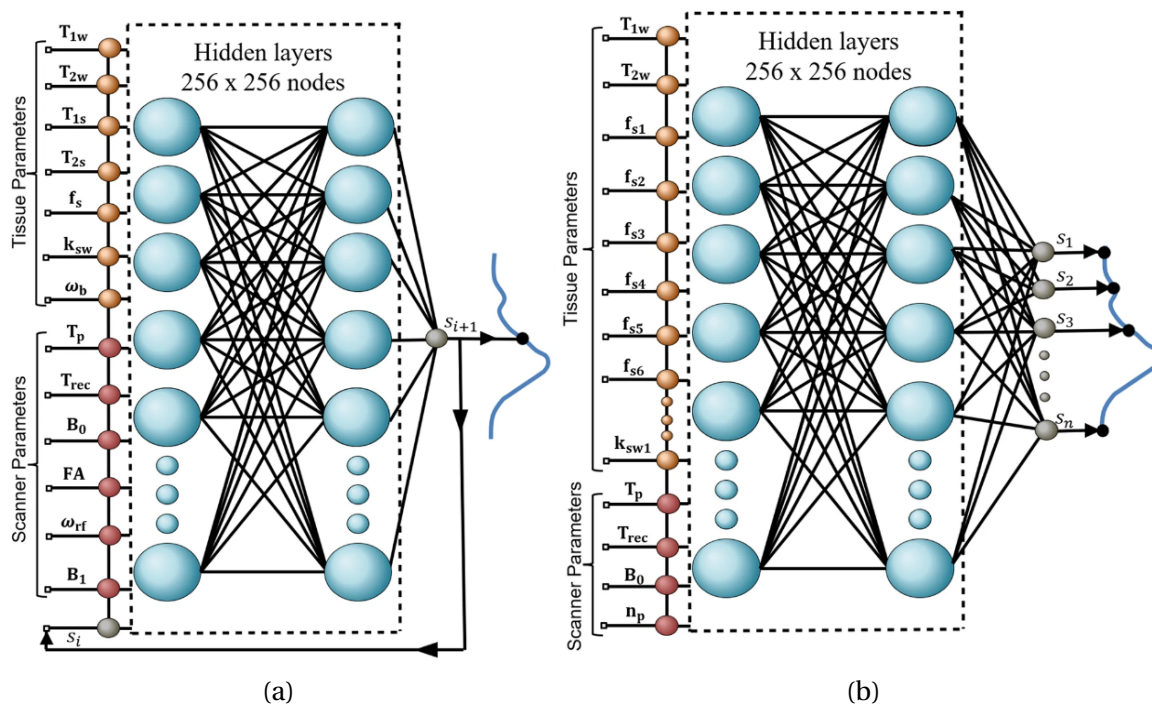 Hidden layers
256 x 256 nodes
Tissue Parameters
T1w
T2w
T1s
T2s
fs
ksw
ωb
Scanner Parameters
Tp
Trec
B0
FA
ωrf
B1
si
si+1
(a)
Hidden layers
256 x 256 nodes
Tissue Parameters
T1w
T2w
fs1
fs2
fs3
fs4
fs5
fs6
ksw1
Scanner Parameters
Tp
Trec
B0
np
s1
s2
s3
sn
(b)